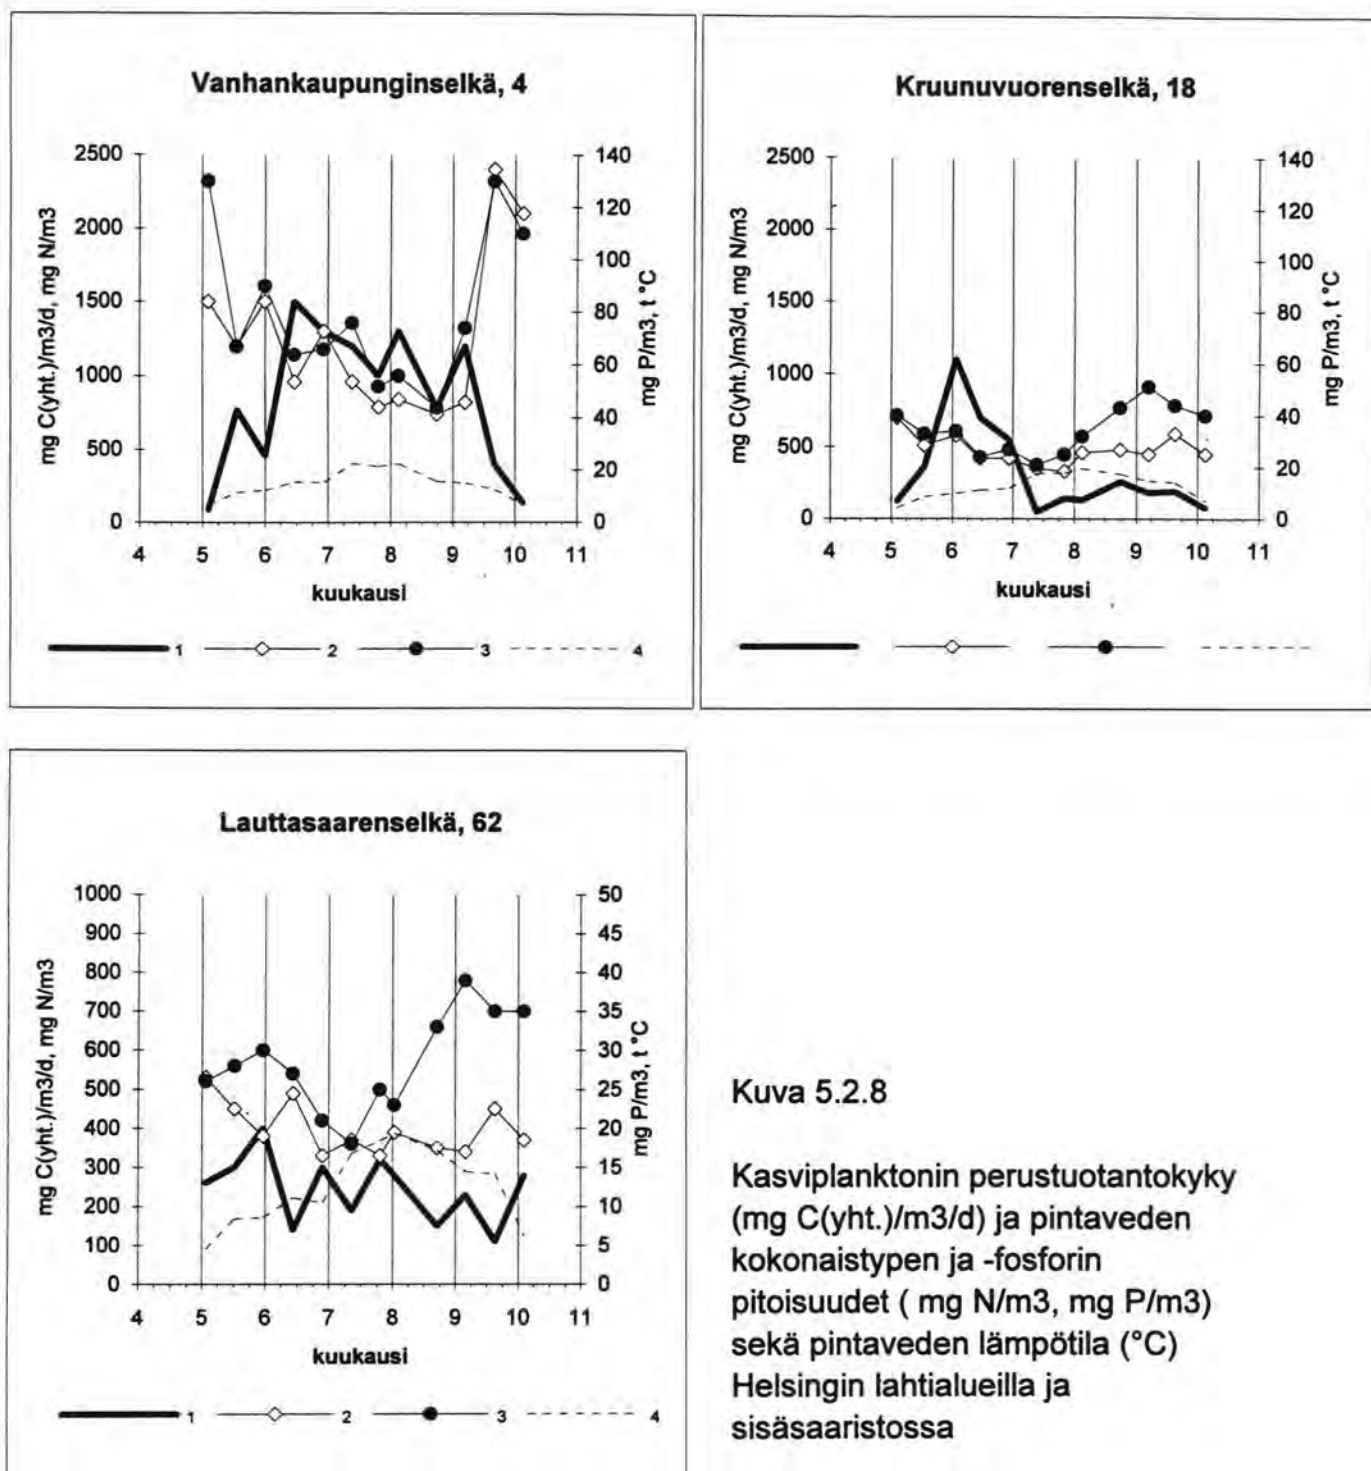 Vanhankaupunginselkä, 4
2500
2000
1500
1000
500
0
mg C(yht.)/m3/d, mg N/m3
140
120
100
80
60
40
20
0
mg P/m3, t °C
4 5 6 7 8 9 10 11
kuukausi
1 2 3 4
Kruunuvuorenselkä, 18
2500
2000
1500
1000
500
0
mg C(yht.)/m3/d, mg N/m3
140
120
100
80
60
40
20
0
mg P/m3, t °C
4 5 6 7 8 9 10 11
kuukausi
Lauttasaarenselkä, 62
1000
900
800
700
600
500
400
300
200
100
0
mg C(yht.)/m3/d, mg N/m3
50
45
40
35
30
25
20
15
10
5
0
mg P/m3, t °C
4 5 6 7 8 9 10 11
kuukausi
1 2 3 4
Kuva 5.2.8
Kasviplanktonin perustuotantokyky
(mg C(yht.)/m3/d) ja pintaveden
kokonaistypen ja -fosforin
pitoisuudet ( mg N/m3, mg P/m3)
sekä pintaveden lämpötila (°C)
Helsingin lahtialueilla ja
sisäsaaristossa